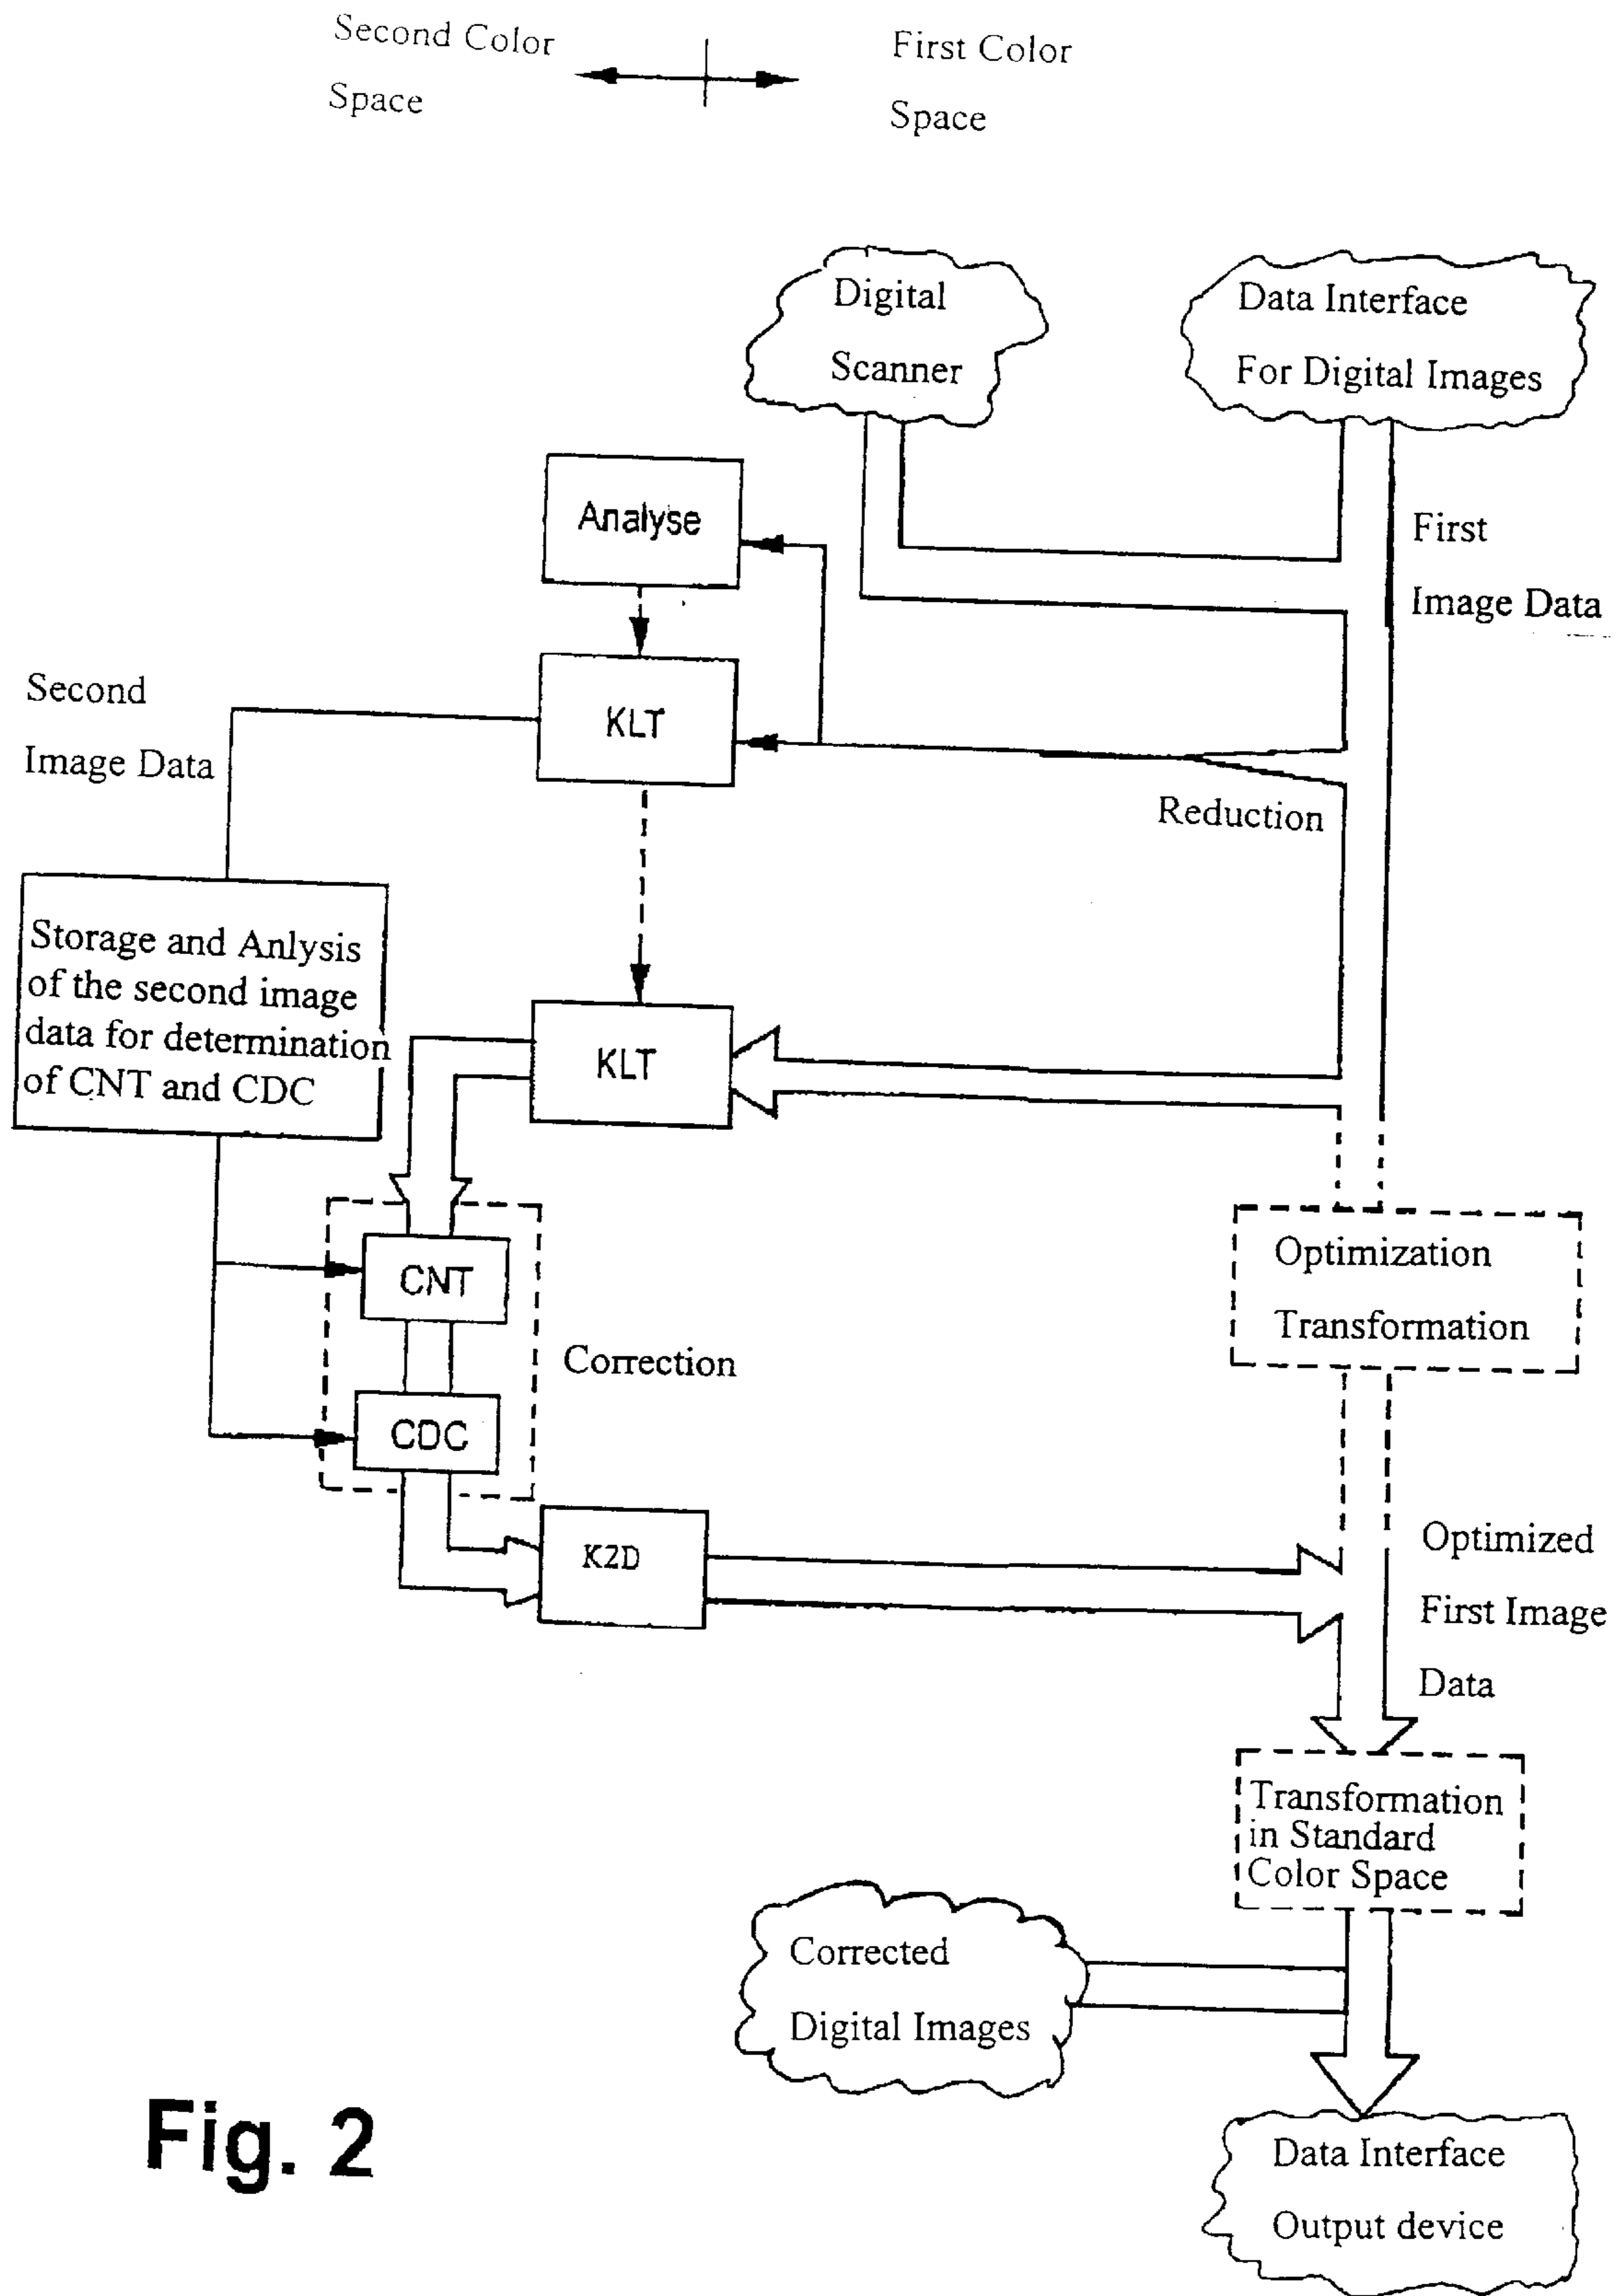 Second Color
Space
First Color
Space
Digital
Scanner
Data Interface
For Digital Images
Analyse
First
Image Data
KLT
Second
Image Data
Reduction
Storage and Anlysis
of the second image
data for determination
of CNT and CDC
KLT
CNT
Correction
CDC
Optimization
Transformation
K2D
Optimized
First Image
Data
Transformation
in Standard
Color Space
Corrected
Digital Images
Data Interface
Output device
Fig. 2